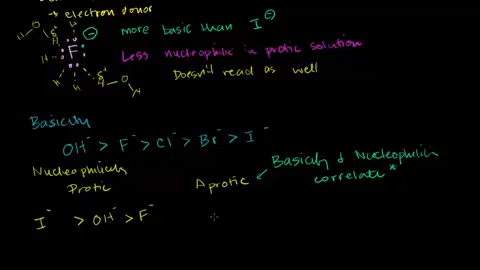 → electron donor
H - O
δ+
H
H
F
⊖
more basic than I⊖
Less nucleophilic in protic solution
H
H
δ+
O
H
Doesn't read as well
Basicity
OH⁻ > F⁻ > Cl⁻ > Br⁻ > I⁻
Nucleophilicity
Protic
Aprotic
Basicity & Nucleophilicity
correlate *
I⁻ > OH⁻ > F⁻